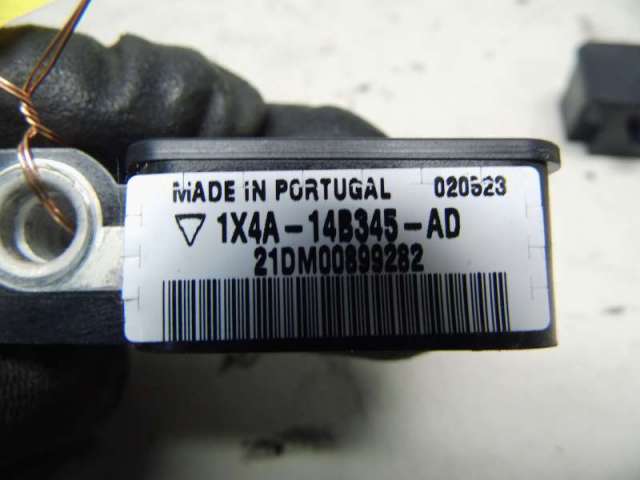 MADE IN PORTUGAL 020523
1X4A-14B345-AD
21DM00899282